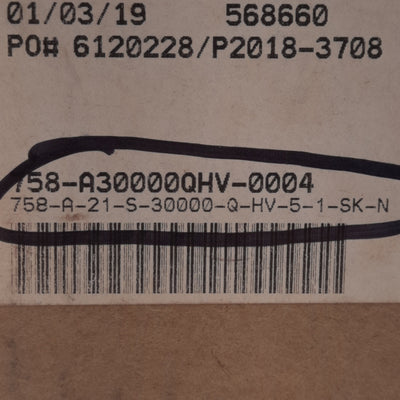 01/03/19 568660
PO# 6120228/P2018-3708
758-A30000QHV-0004
758-A-21-S-30000-Q-HV-5-1-SK-N